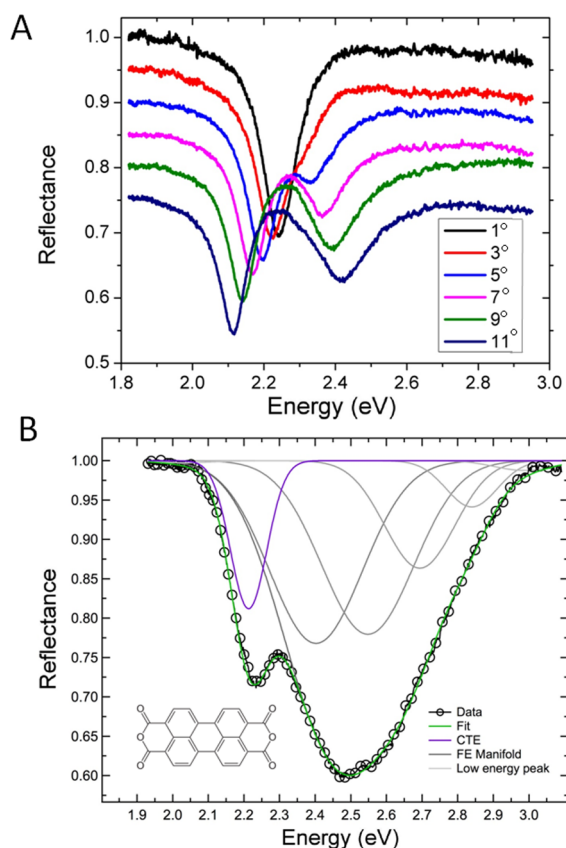 A
Reflectance
1.0
0.9
0.8
0.7
0.6
0.5
1°
3°
5°
7°
9°
11°
1.8 2.0 2.2 2.4 2.6 2.8 3.0
Energy (eV)
B
Reflectance
1.00
0.95
0.90
0.85
0.80
0.75
0.70
0.65
0.60
O O
O O
O O
Data
Fit
CTE
FE Manifold
Low energy peak
1.9 2.0 2.1 2.2 2.3 2.4 2.5 2.6 2.7 2.8 2.9 3.0
Energy (eV)